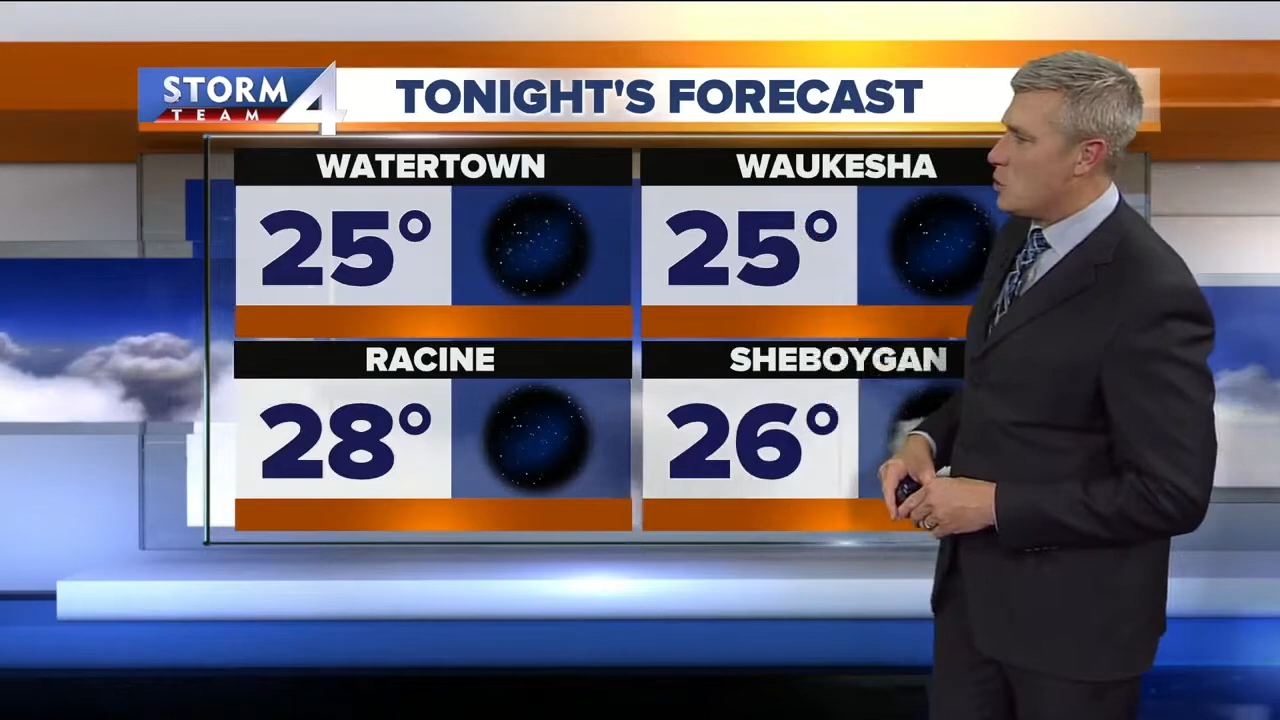 STORM
TEAM 4
TONIGHT'S FORECAST
WATERTOWN
25°
WAUKESHA
25°
RACINE
28°
SHEBOYGAN
26°